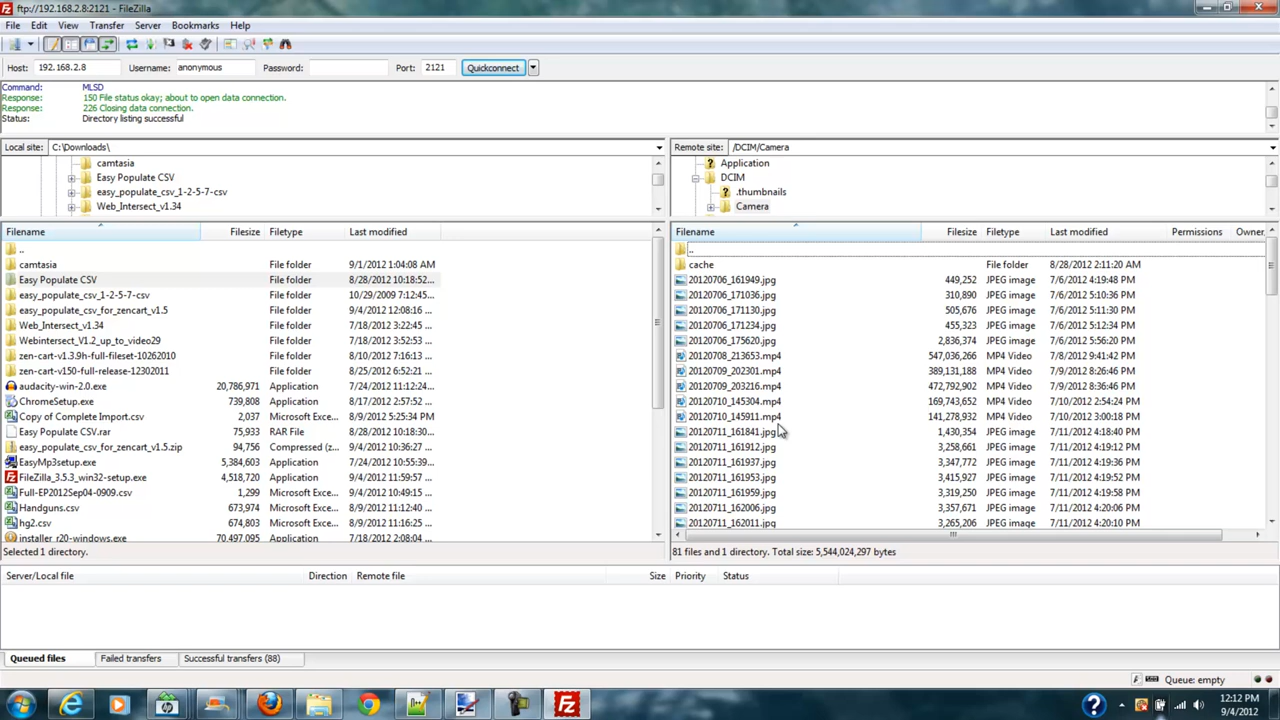 ftp://192.168.2.8:2121 - FileZilla
File Edit View Transfer Server Bookmarks Help
Host: 192.168.2.8 Username: anonymous Password: Port: 2121 Quickconnect
Command: MLSD
Response: 150 File status okay; about to open data connection.
Response: 226 Closing data connection.
Status: Directory listing successful
Local site: C:\Downloads\
camtasia
Easy Populate CSV
easy_populate_csv_1-2-5-7-csv
Web_Intersect_v1.34
Remote site: /DCIM/Camera
Application
DCIM
.thumbnails
Camera
Filename Filesize Filetype Last modified
..
camtasia File folder 9/1/2012 1:04:08 AM
Easy Populate CSV File folder 8/28/2012 10:18:52...
easy_populate_csv_1-2-5-7-csv File folder 10/29/2009 7:12:45...
easy_populate_csv_for_zencart_v1.5 File folder 9/4/2012 12:08:16 ...
Web_Intersect_v1.34 File folder 7/18/2012 3:22:45 ...
Webintersect_V1.2_up_to_video29 File folder 7/18/2012 3:52:53 ...
zen-cart-v1.3.9h-full-fileset-10262010 File folder 8/10/2012 7:16:13 ...
zen-cart-v150-full-release-12302011 File folder 8/25/2012 6:52:21 ...
audacity-win-2.0.exe 20,786,971 Application 7/24/2012 11:12:24...
ChromeSetup.exe 739,808 Application 7/24/2012 11:11:22...
Copy of Complete Import.csv 2,037 Microsoft Exce... 8/9/2012 5:25:34 PM
Easy Populate CSV.rar 75,933 RAR File 8/28/2012 10:18:30...
easy_populate_csv_for_zencart_v1.5.zip 94,756 Compressed (z... 9/4/2012 10:36:27 ...
EasyMp3setup.exe 5,384,603 Application 7/24/2012 10:55:39...
FileZilla_3.5.3_win32-setup.exe 4,518,720 Application 9/4/2012 11:59:57 ...
Full-EP2012Sep04-0909.csv 1,299 Microsoft Exce... 9/4/2012 10:49:15 ...
Handguns.csv 673,974 Microsoft Exce... 8/9/2012 11:12:40 ...
hg2.csv 674,803 Microsoft Exce... 8/9/2012 11:16:25 ...
installer_r20-windows.exe 70,497,095 Application 7/18/2012 2:08:04 ...
Selected 1 directory.
Filename Filesize Filetype Last modified Permissions Owner
..
cache File folder 8/28/2012 2:11:20 AM
20120706_161949.jpg 449,252 JPEG image 7/6/2012 4:19:48 PM
20120706_171036.jpg 310,890 JPEG image 7/6/2012 5:10:36 PM
20120706_171130.jpg 505,676 JPEG image 7/6/2012 5:11:30 PM
20120706_171234.jpg 455,323 JPEG image 7/6/2012 5:12:34 PM
20120706_175620.jpg 2,836,374 JPEG image 7/6/2012 5:56:20 PM
20120708_213653.mp4 547,036,266 MP4 Video 7/8/2012 9:41:42 PM
20120709_202301.mp4 389,131,188 MP4 Video 7/9/2012 8:26:46 PM
20120709_203216.mp4 472,792,902 MP4 Video 7/9/2012 8:36:46 PM
20120710_145304.mp4 169,743,652 MP4 Video 7/10/2012 2:54:24 PM
20120710_145911.mp4 141,278,932 MP4 Video 7/10/2012 3:00:18 PM
20120711_161841.jpg 1,430,354 JPEG image 7/11/2012 4:18:40 PM
20120711_161912.jpg 3,258,661 JPEG image 7/11/2012 4:19:12 PM
20120711_161937.jpg 3,347,772 JPEG image 7/11/2012 4:19:36 PM
20120711_161953.jpg 3,415,927 JPEG image 7/11/2012 4:19:52 PM
20120711_161959.jpg 3,319,250 JPEG image 7/11/2012 4:19:58 PM
20120711_162006.jpg 3,357,671 JPEG image 7/11/2012 4:20:06 PM
20120711_162011.jpg 3,265,206 JPEG image 7/11/2012 4:20:10 PM
81 files and 1 directory. Total size: 5,544,024,297 bytes
Server/Local file Direction Remote file Size Priority Status
Queued files Failed transfers Successful transfers (88)
Queue: empty
12:12 PM
9/4/2012